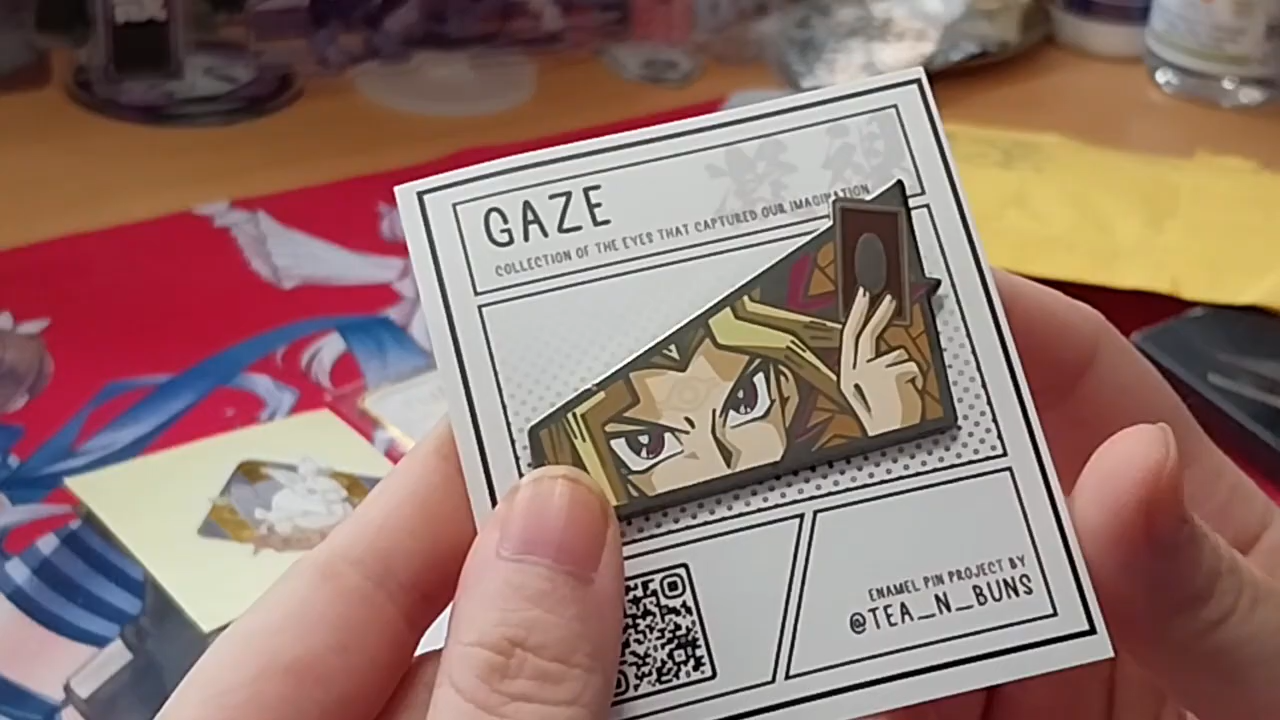 GAZE
COLLECTION OF THE EYES THAT CAPTURED OUR IMAGINATION
ENAMEL PIN PROJECT BY
@TEA_N_BUNS